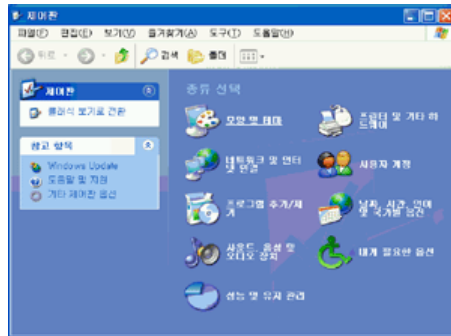 제어판
파일(F) 편집(E) 보기(V) 즐겨찾기(A) 도구(T) 도움말(H)
뒤로 검색 폴더
제어판
클래식 보기로 전환
참고 항목
Windows Update
도움말 및 지원
기타 제어판 옵션
종류 선택
모양 및 테마
프린터 및 기타 하
드웨어
네트워크 및 인터
및 연결
사용자 계정
프로그램 추가/제
거
날짜, 시간, 언어
및 국가별 옵션
사운드, 음성 및
오디오 장치
내게 필요한 옵션
성능 및 유지 관리